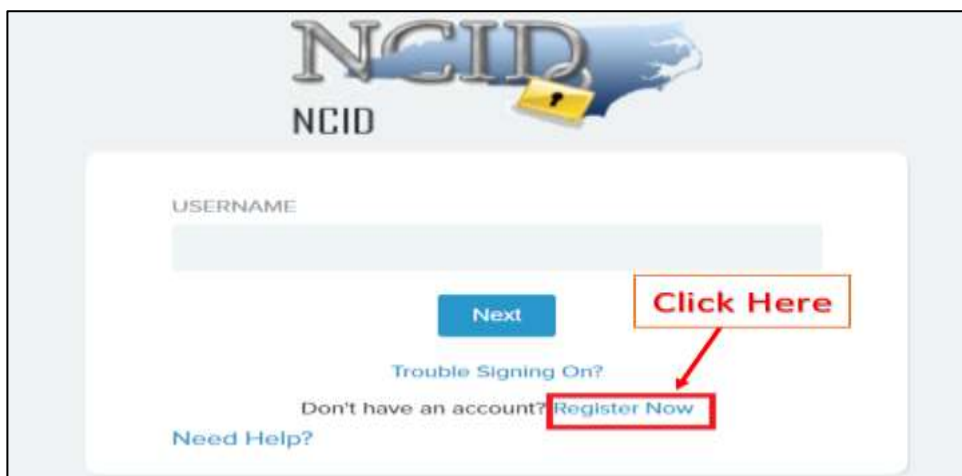 NCID
NCID
USERNAME
Next
Click Here
Trouble Signing On?
Don't have an account? Register Now
Need Help?